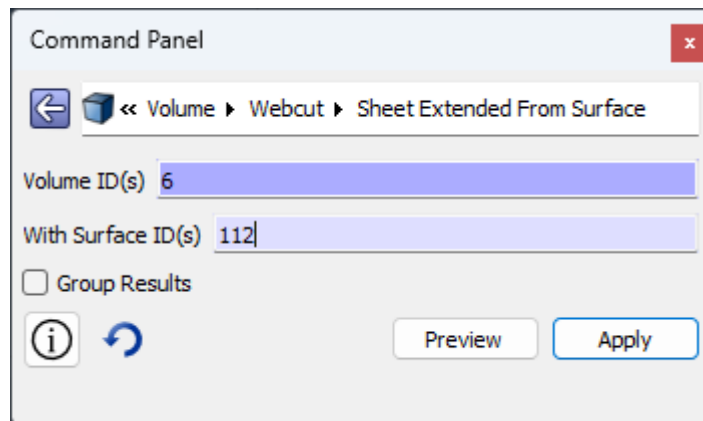 Command Panel
x
« Volume ▸ Webcut ▸ Sheet Extended From Surface
Volume ID(s) 6
With Surface ID(s) 112
Group Results
i
Preview Apply